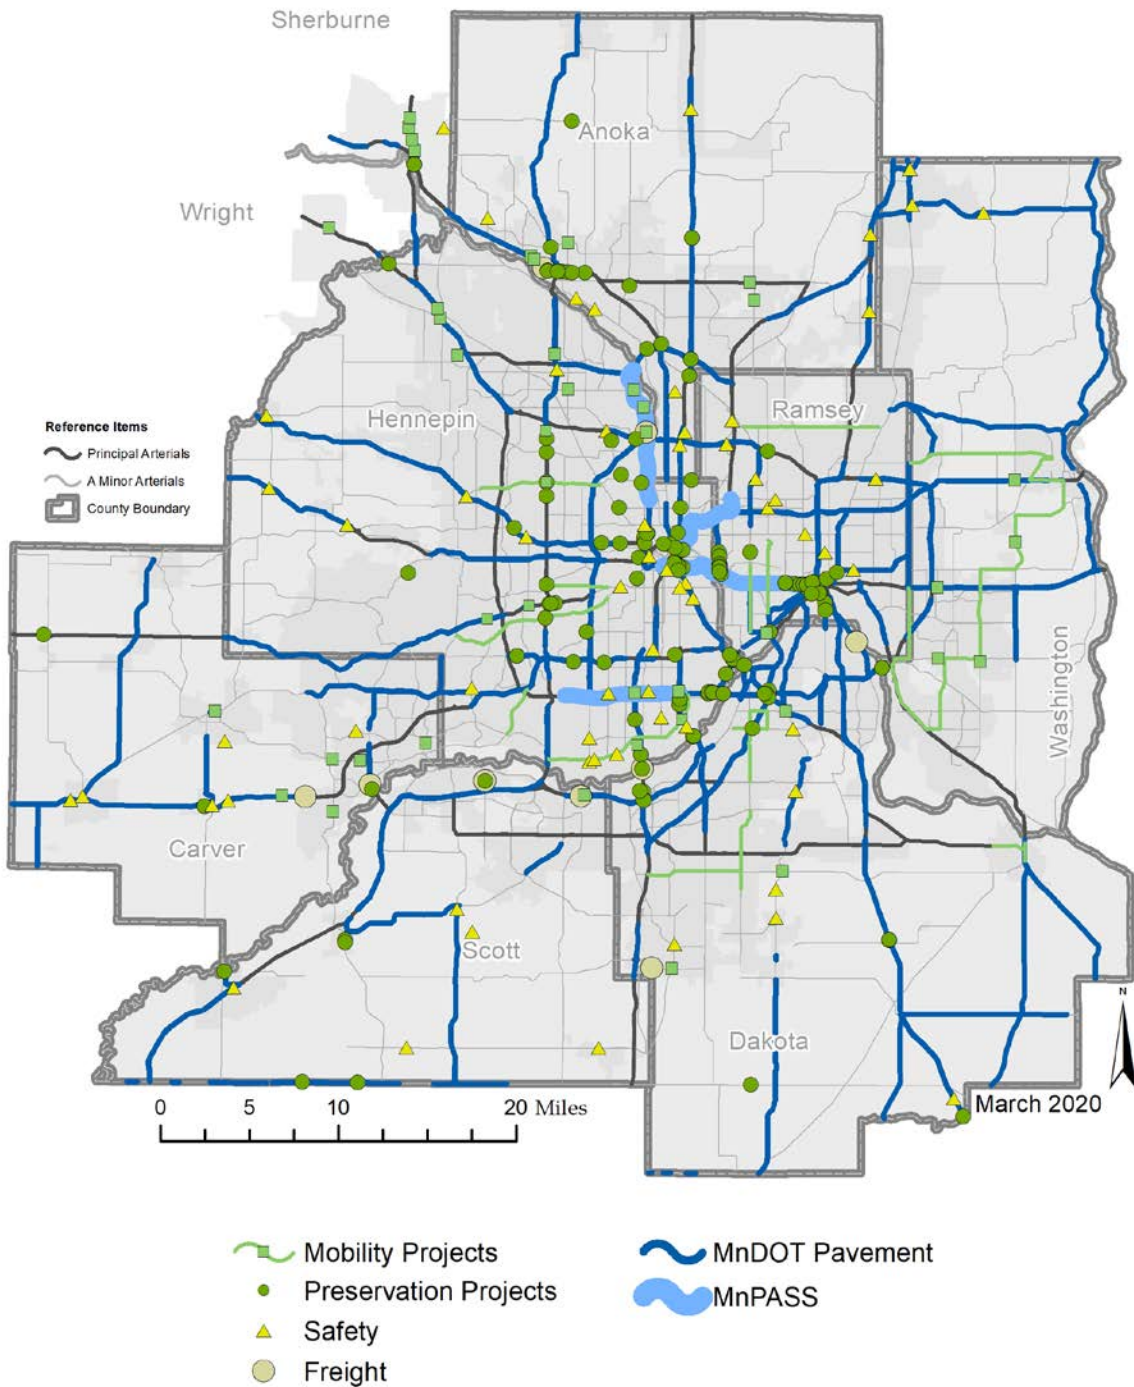 Sherburne
Anoka
Wright
Hennepin
Ramsey
Reference Items
Principal Arterials
A Minor Arterials
County Boundary
Washington
Carver
Scott
Dakota
N
March 2020
0 5 10 20 Miles
Mobility Projects
Preservation Projects
Safety
Freight
MnDOT Pavement
MnPASS